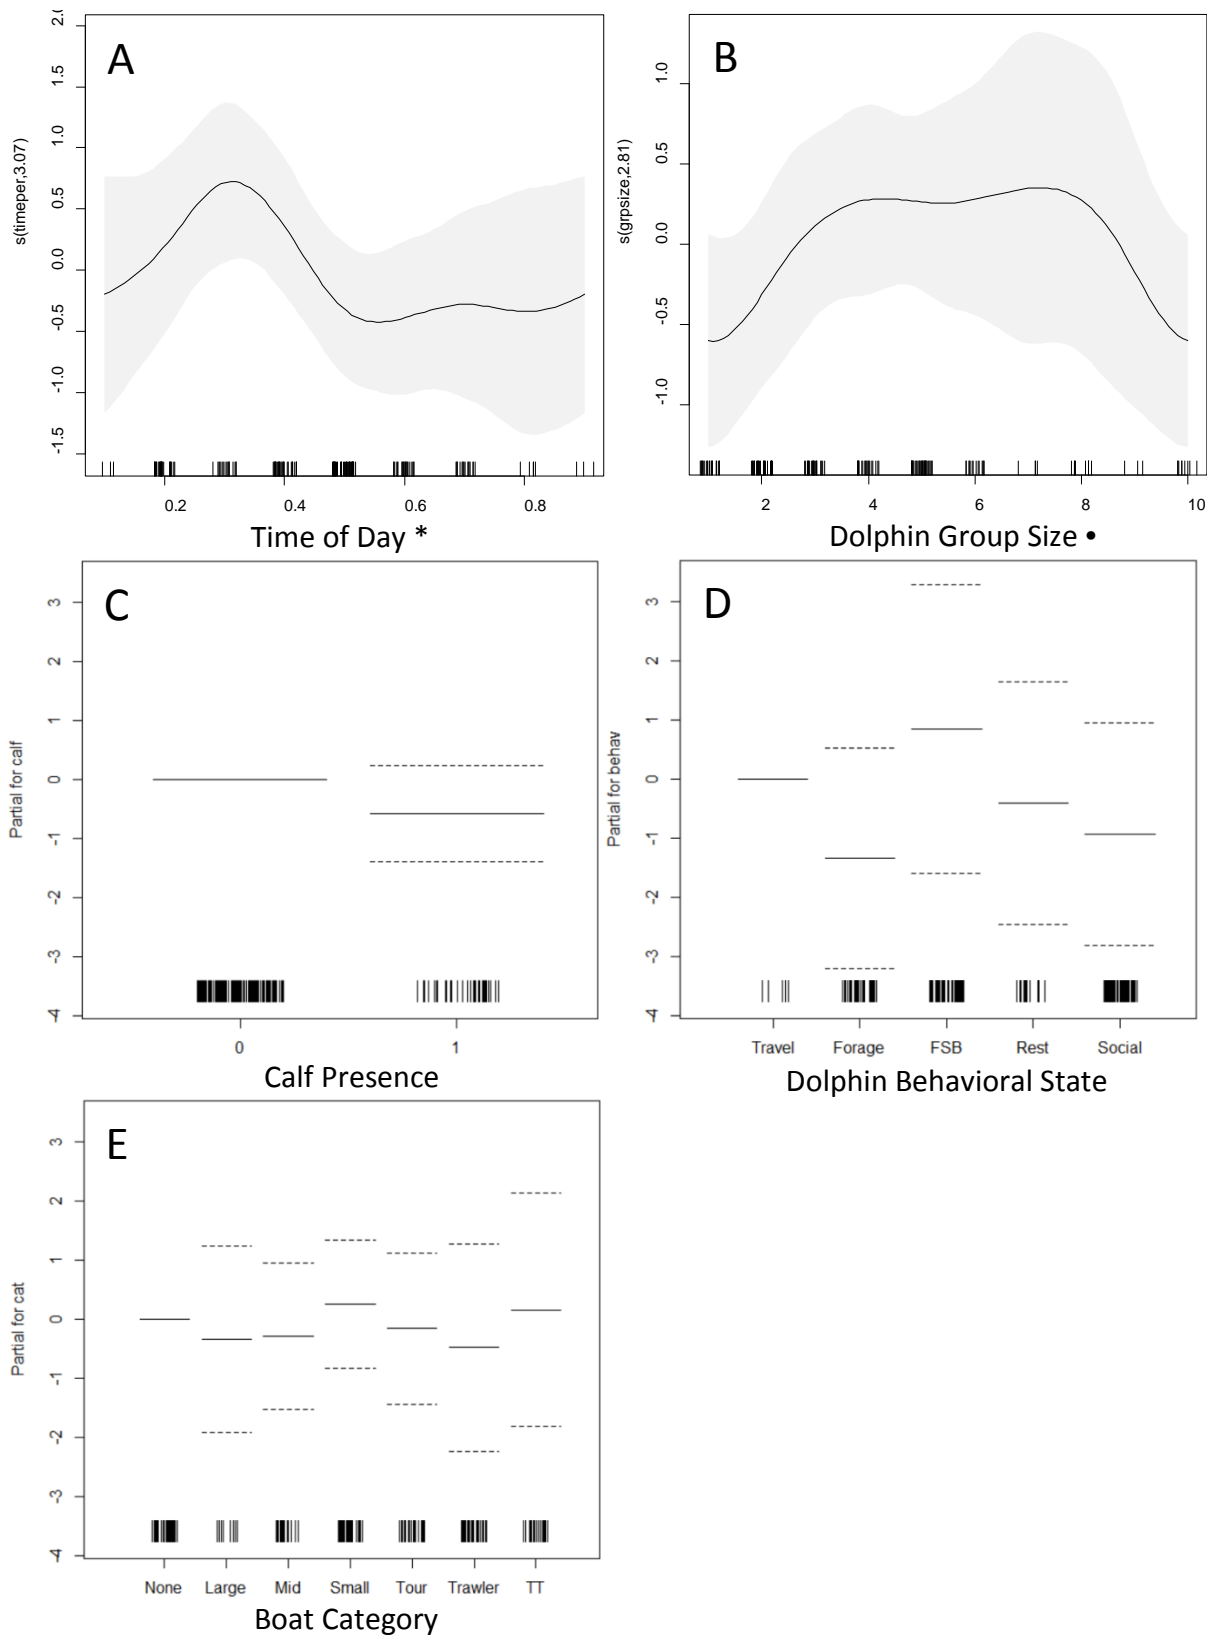 A
s(timeper,3.07)
2.0
1.5
1.0
0.5
0.0
-0.5
-1.0
-1.5
0.2 0.4 0.6 0.8
Time of Day *
B
s(grpsize,2.81)
1.0
0.5
0.0
-0.5
-1.0
2 4 6 8 10
Dolphin Group Size •
C
Partial for calf
3
2
1
0
-1
-2
-3
-4
0 1
Calf Presence
D
Partial for behav
3
2
1
0
-1
-2
-3
-4
Travel Forage FSB Rest Social
Dolphin Behavioral State
E
Partial for cat
3
2
1
0
-1
-2
-3
-4
None Large Mid Small Tour Trawler TT
Boat Category